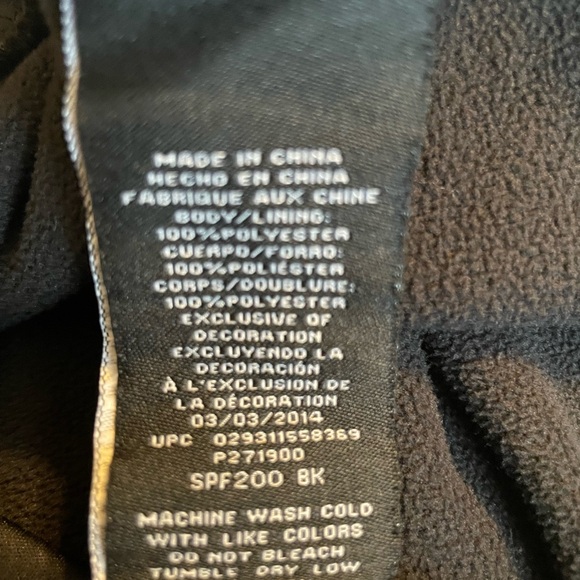 MADE IN CHINA
HECHO EN CHINA
FABRIQUE AUX CHINE
BODY/LINING:
100%POLYESTER
CUERPO/FORRO:
100%POLIÉSTER
CORPS/DOUBLURE:
100%POLYESTER
EXCLUSIVE OF
DECORATION
EXCLUYENDO LA
DECORACIÓN
À L'EXCLUSION DE
LA DÉCORATION
03/03/2014
UPC 029311558369
P271900
SPF200 BK
MACHINE WASH COLD
WITH LIKE COLORS
DO NOT BLEACH
TUMBLE DRY LOW